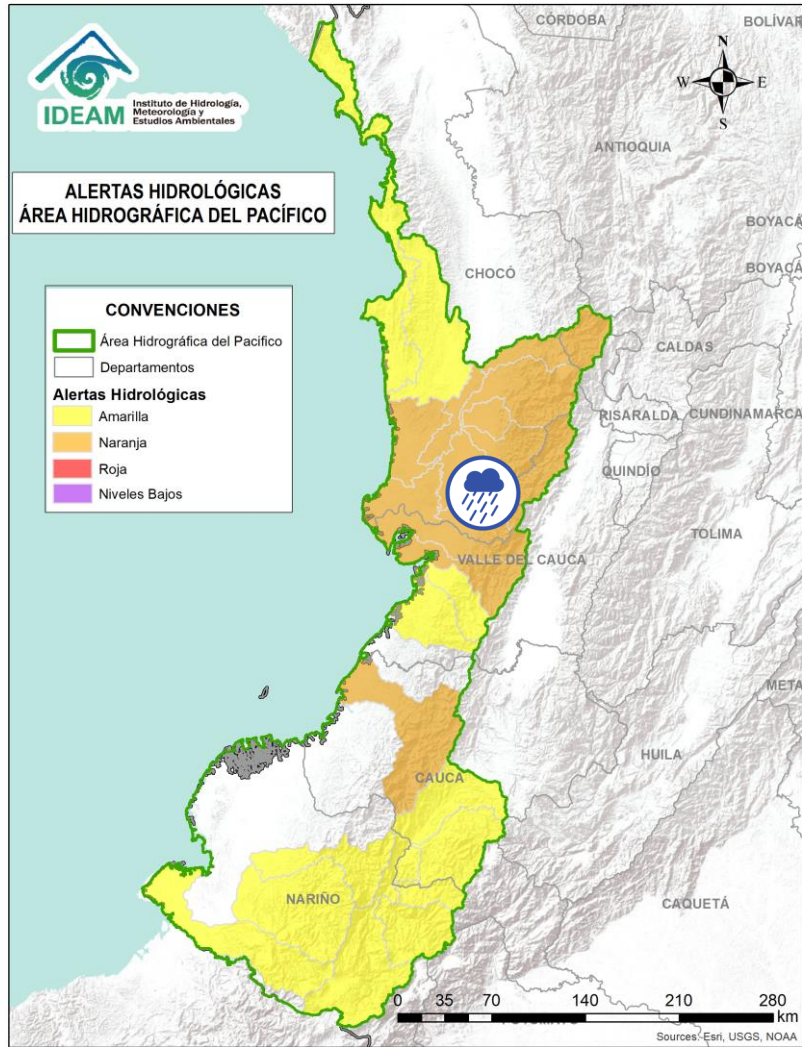 CÓRDOBA
BOLÍVAR
N
W E
S
IDEAM
Instituto de Hidrología,
Meteorología y
Estudios Ambientales
ANTIOQUIA
ALERTAS HIDROLÓGICAS
ÁREA HIDROGRÁFICA DEL PACÍFICO
BOYACÁ
BOYACÁ
CHOCÓ
CONVENCIONES
Área Hidrográfica del Pacifico
Departamentos
Alertas Hidrológicas
Amarilla
Naranja
Roja
Niveles Bajos
CALDAS
RISARALDA
CUNDINAMARCA
QUINDÍO
TOLIMA
VALLE DEL CAUCA
META
HUILA
CAUCA
CAQUETÁ
NARIÑO
0 35 70 140 210 280
km
Sources: Esri, USGS, NOAA